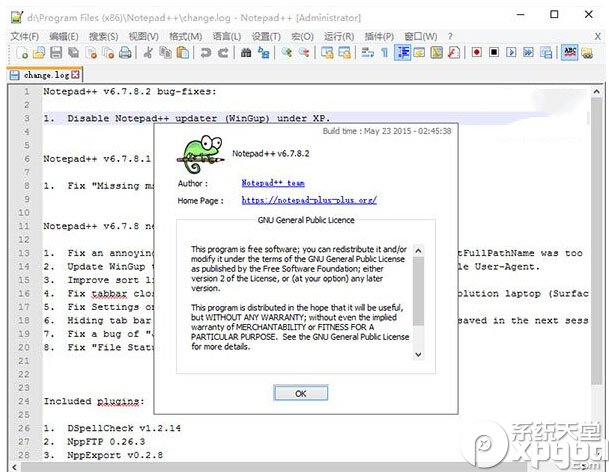 d:\Program Files (x86)\Notepad++\change.log - Notepad++ [Administrator]
文件(F) 编辑(E) 搜索(S) 视图(V) 格式(M) 语言(L) 设置(T) 宏(O) 运行(R) 插件(P) 窗口(W) ?
X
ABC
change.log
1 Notepad++ v6.7.8.2 bug-fixes:
2
3 1. Disable Notepad++ updater (WinGup) under XP.
4
5
6 Notepad++ v6.7.8.1
7
8 1. Fix "Missing
9
10
11 Notepad++ v6.7.8
12
13 1. Fix an annoying tFullPathName was too
14 2. Update WinGup le User-Agent.
15 3. Improve sort
16 4. Fix tabbar lution laptop (Surfac
17 5. Fix Settings
18 6. Hiding tab bar saved in the next sess
19 7. Fix a bug of
20 8. Fix "File
21
22
23
24 Included plugins:
25
26 1. DSpellCheck v1.2.14
27 2. NppFTP 0.26.3
28 3. NppExport v0.2.8
Build time : May 23 2015 - 02:45:38
Notepad++ v6.7.8.2
Author : Notepad++ team
Home Page : https://notepad-plus-plus.org/
GNU General Public Licence
This program is free software; you can redistribute it and/or
modify it under the terms of the GNU General Public License
as published by the Free Software Foundation; either
version 2 of the License, or (at your option) any later
version.
This program is distributed in the hope that it will be useful,
but WITHOUT ANY WARRANTY; without even the implied
warranty of MERCHANTABILITY or FITNESS FOR A
PARTICULAR PURPOSE. See the GNU General Public License
for more details.
OK
系统天堂